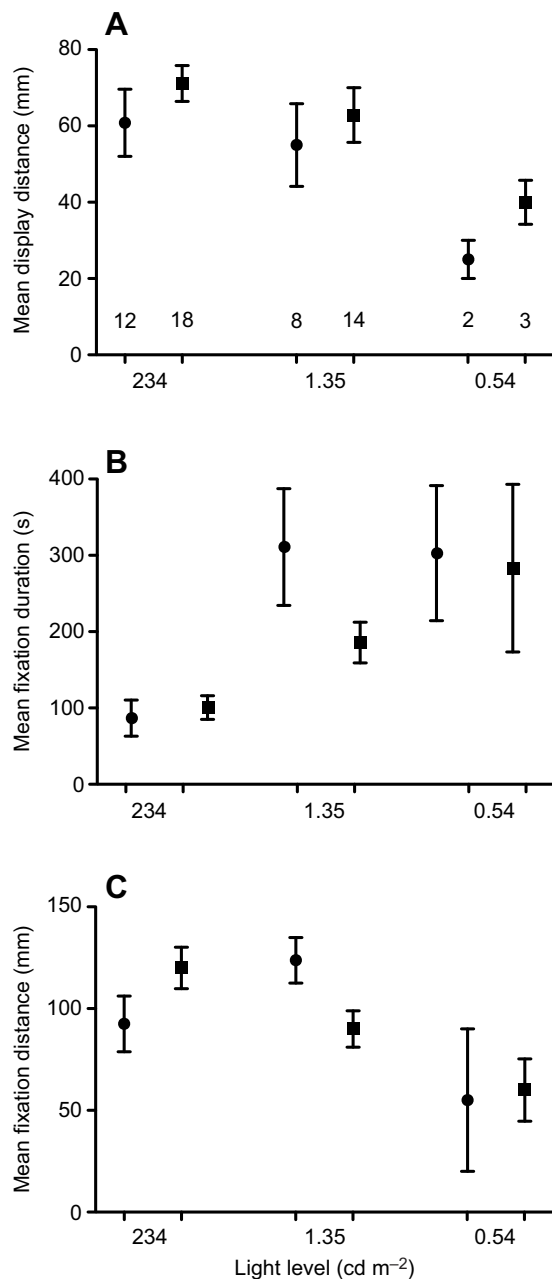 A
Mean display distance (mm)
80
60
40
20
0
12 18 8 14 2 3
234 1.35 0.54
B
Mean fixation duration (s)
400
300
200
100
0
234 1.35 0.54
C
Mean fixation distance (mm)
150
100
50
0
234 1.35 0.54
Light level (cd m⁻²)